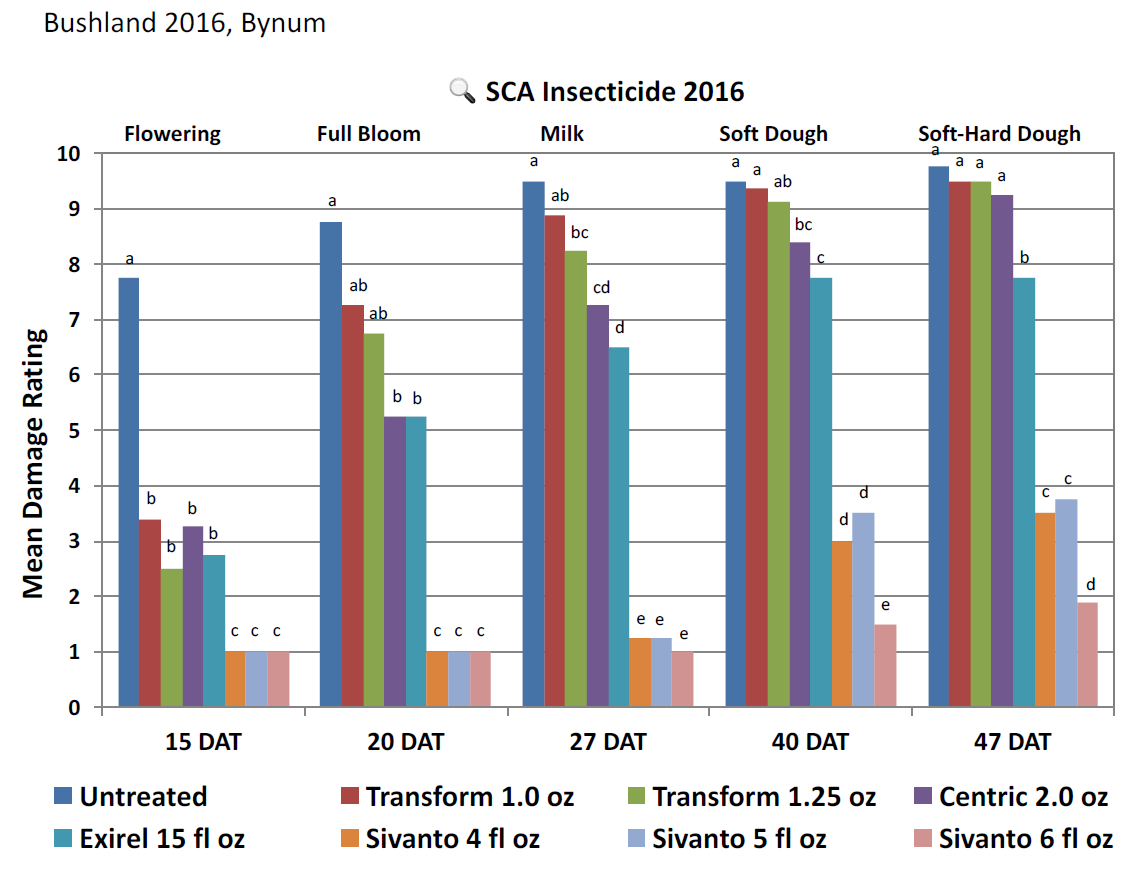 Bushland 2016, Bynum
SCA Insecticide 2016
Flowering Full Bloom Milk Soft Dough Soft-Hard Dough
Mean Damage Rating
10
9
8
7
6
5
4
3
2
1
0
a b b b b c c c
a ab ab b b c c c
a ab bc cd d e e e
a a ab bc c d d e
a a a a b c c d
15 DAT 20 DAT 27 DAT 40 DAT 47 DAT
Untreated Transform 1.0 oz Transform 1.25 oz Centric 2.0 oz
Exirel 15 fl oz Sivanto 4 fl oz Sivanto 5 fl oz Sivanto 6 fl oz